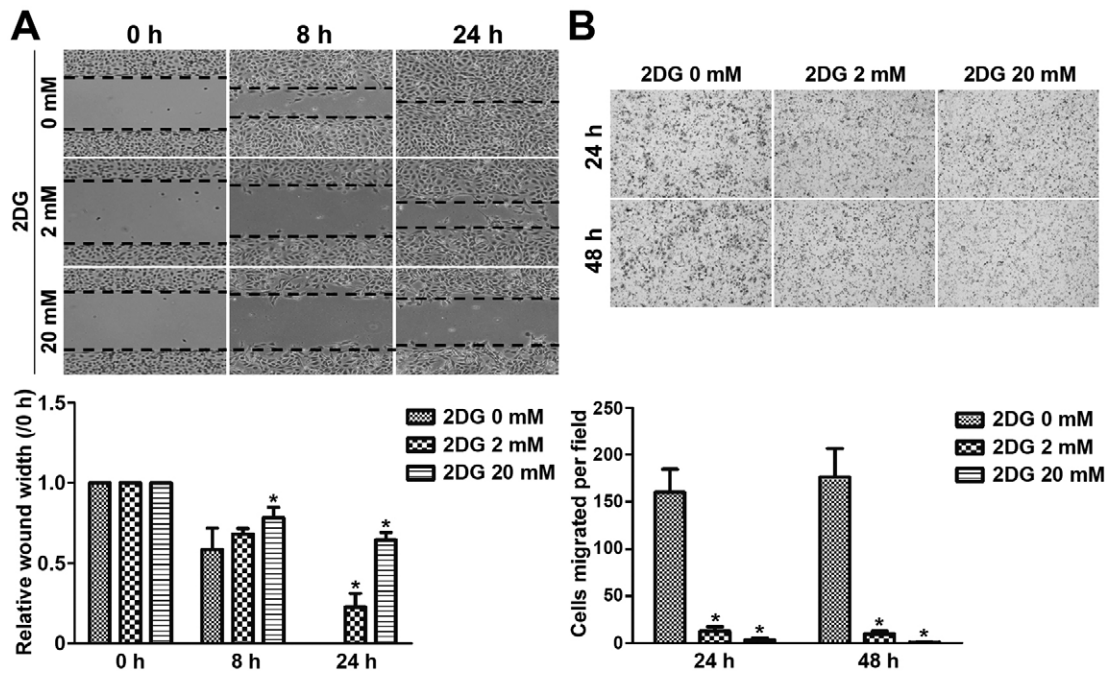 A
0 h 8 h 24 h
2DG
0 mM
2 mM
20 mM
Relative wound width (/0 h)
1.5
1.0
0.5
0
* * *
0 h 8 h 24 h
2DG 0 mM
2DG 2 mM
2DG 20 mM
B
2DG 0 mM 2DG 2 mM 2DG 20 mM
24 h
48 h
Cells migrated per field
250
200
150
100
50
0
* * * *
24 h 48 h
2DG 0 mM
2DG 2 mM
2DG 20 mM